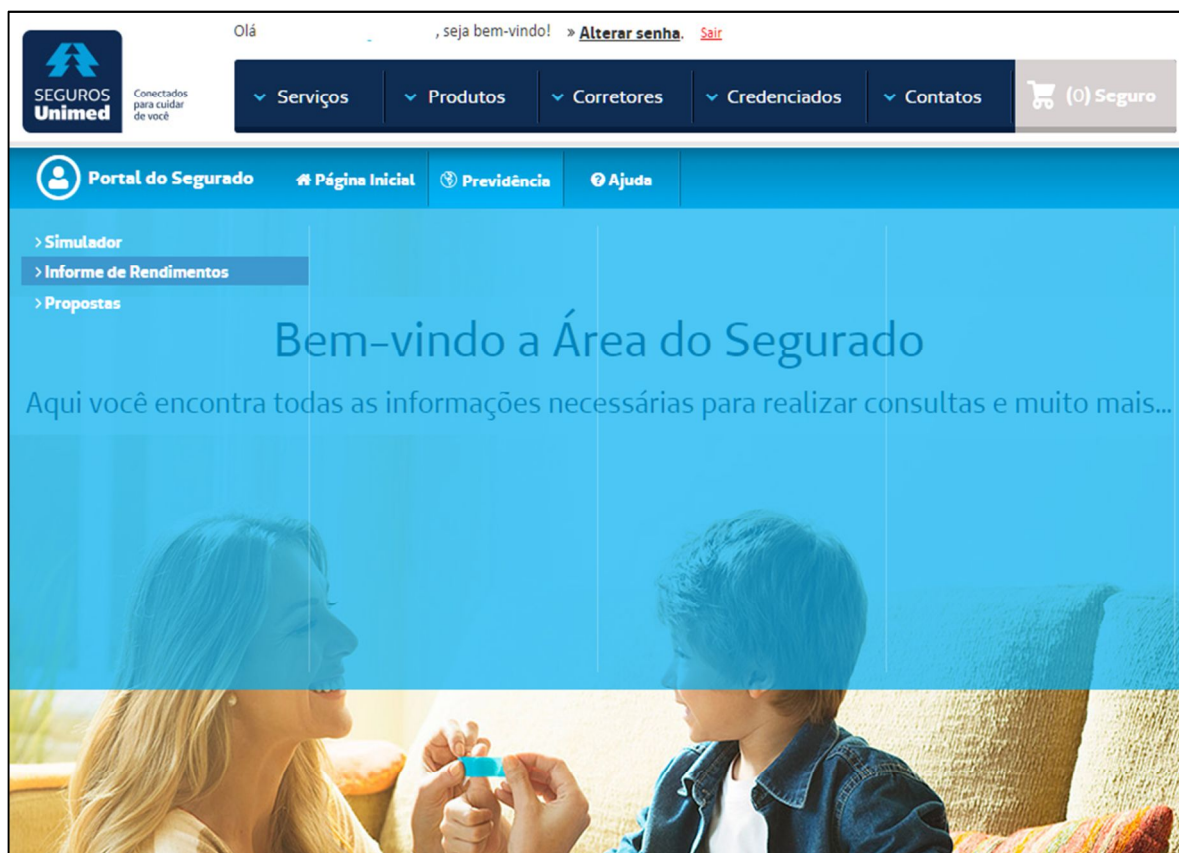 Olá , seja bem-vindo! » Alterar senha. Sair
SEGUROS
Unimed
Conectados
para cuidar
de você
Serviços Produtos Corretores Credenciados Contatos (0) Seguro
Portal do Segurado Página Inicial Previdência Ajuda
> Simulador
> Informe de Rendimentos
> Propostas
Bem-vindo a Área do Segurado
Aqui você encontra todas as informações necessárias para realizar consultas e muito mais...